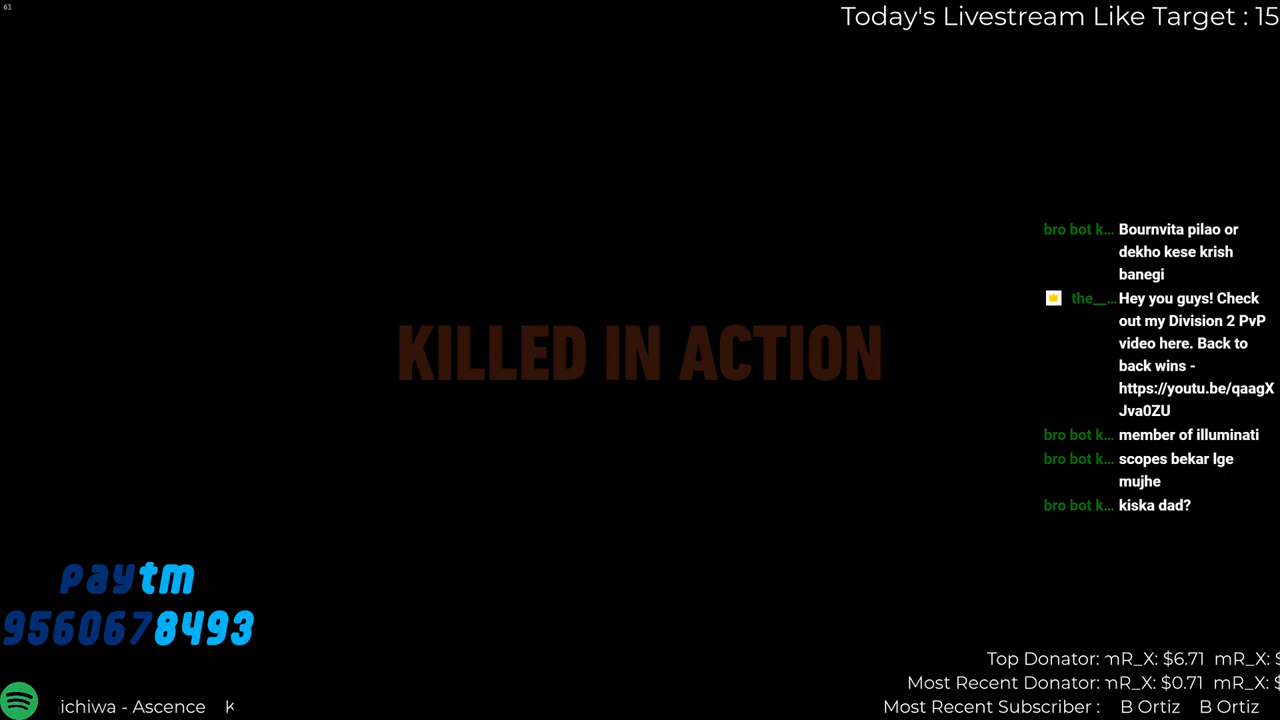 63
Today's Livestream Like Target : 15
bro bot k... Bournvita pilao or
dekho kese krish
banegi
the__... Hey you guys! Check
out my Division 2 PvP
video here. Back to
back wins -
https://youtu.be/qaagX
Jva0ZU
KILLED IN ACTION
bro bot k... member of illuminati
bro bot k... scopes bekar lge
mujhe
bro bot k... kiska dad?
paytm
9560678493
Top Donator: mR_X: $6.71 mR_X: $
Most Recent Donator: mR_X: $0.71 mR_X: $
Most Recent Subscriber : B Ortiz B Ortiz
ichiwa - Ascence K